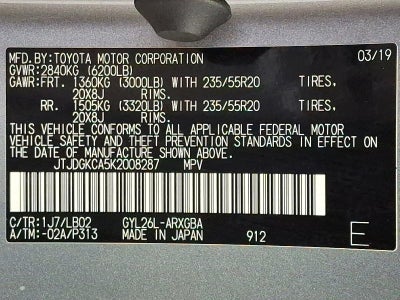 MFD.BY:TOYOTA MOTOR CORPORATION 03/19
GVWR:2840KG (6200LB)
GAWR:FRT. 1360KG (3000LB) WITH 235/55R20 TIRES,
20X8J RIMS.
RR. 1505KG (3320LB) WITH 235/55R20 TIRES,
20X8J RIMS.
THIS VEHICLE CONFORMS TO ALL APPLICABLE FEDERAL MOTOR
VEHICLE SAFETY AND THEFT PREVENTION STANDARDS IN EFFECT
ON THE DATE OF MANUFACTURE SHOWN ABOVE.
JTJDGKCA5K2008287 MPV
C/TR:1J7/LB02 GYL26L-ARXGBA
A/TM:-02A/P313 MADE IN JAPAN 912 E